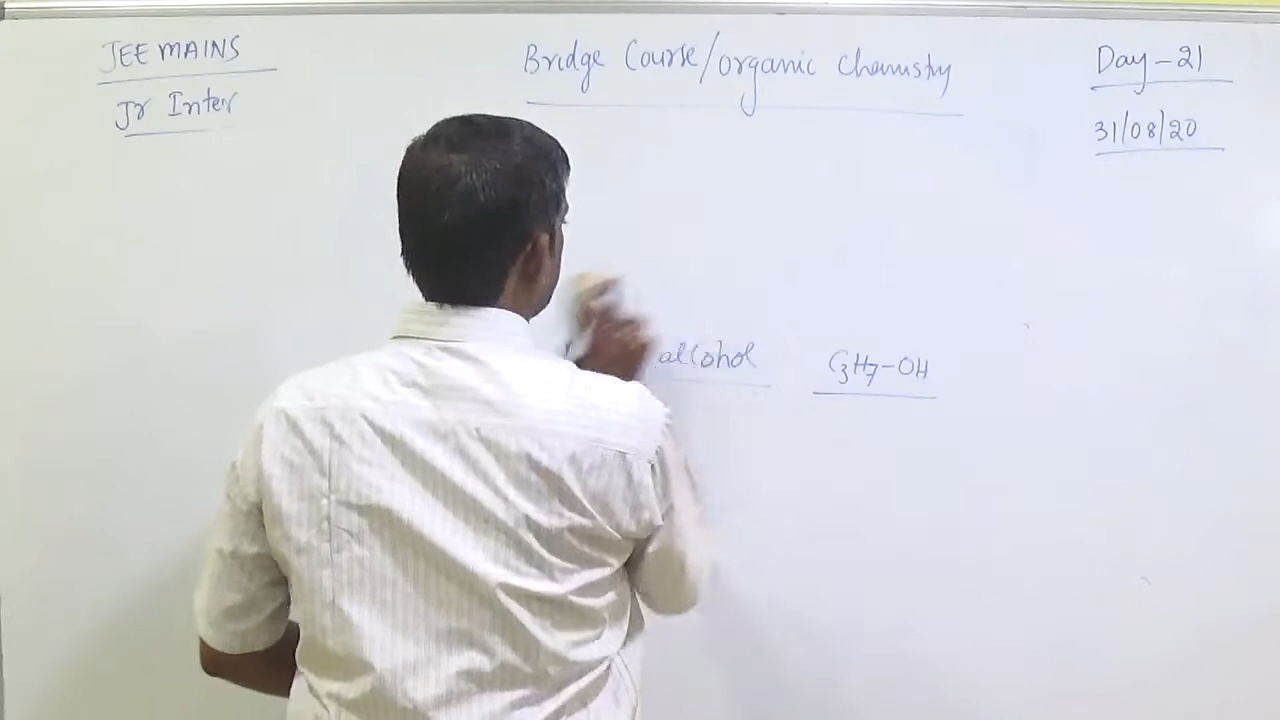 JEE MAINS
Jr Inter
Bridge Course/organic chemistry
Day-21
31/08/20
alcohol C₃H₇-OH